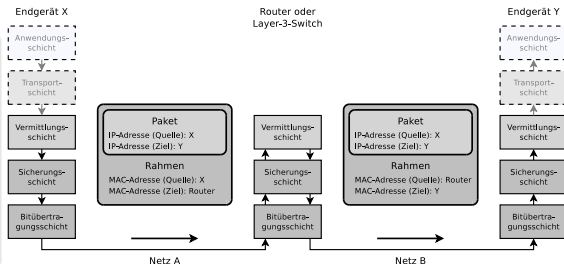 Endgerät X
Anwendungs-
schicht
Transport-
schicht
Vermittlungs-
schicht
Sicherungs-
schicht
Bitübertra-
gungsschicht
Paket
IP-Adresse (Quelle): X
IP-Adresse (Ziel): Y
Rahmen
MAC-Adresse (Quelle): X
MAC-Adresse (Ziel): Router
Netz A
Router oder
Layer-3-Switch
Vermittlungs-
schicht
Sicherungs-
schicht
Bitübertra-
gungsschicht
Paket
IP-Adresse (Quelle): X
IP-Adresse (Ziel): Y
Rahmen
MAC-Adresse (Quelle): Router
MAC-Adresse (Ziel): Y
Netz B
Endgerät Y
Anwendungs-
schicht
Transport-
schicht
Vermittlungs-
schicht
Sicherungs-
schicht
Bitübertra-
gungsschicht